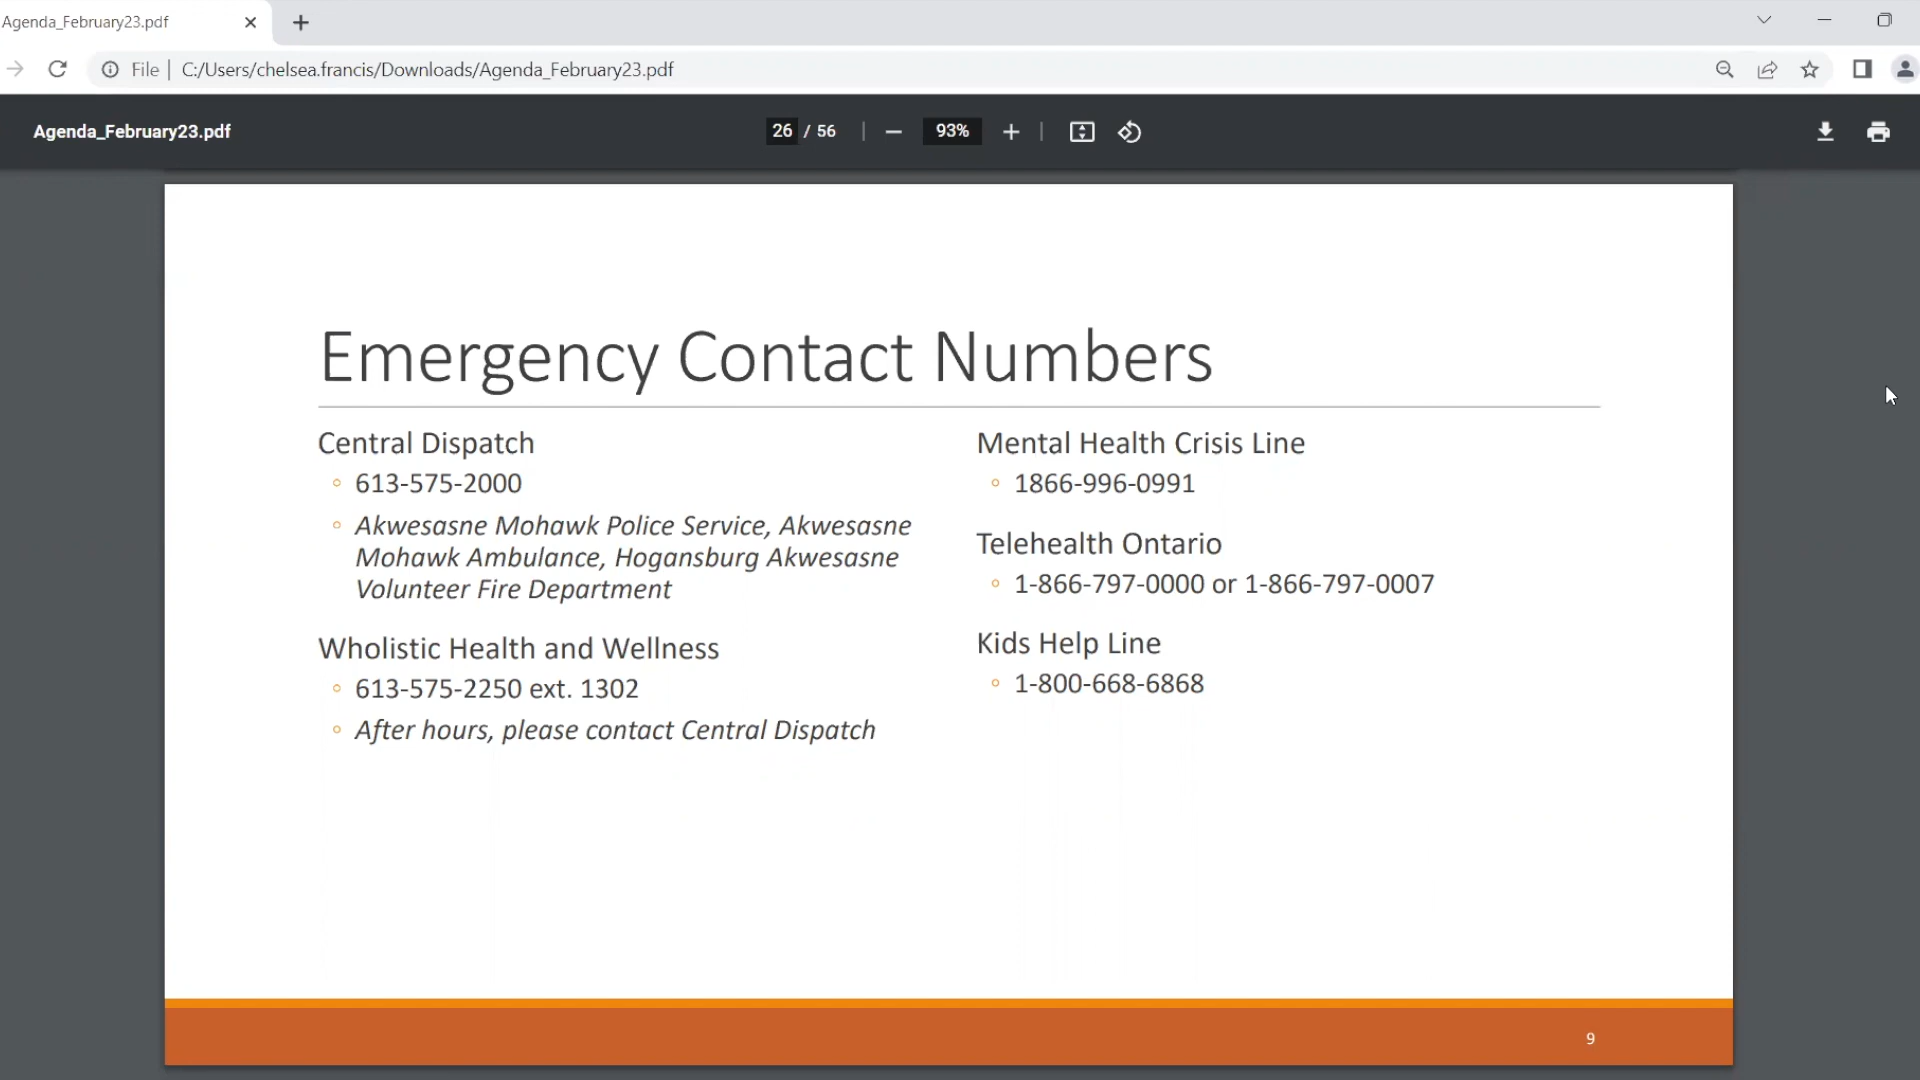 Agenda_February23.pdf
File | C:/Users/chelsea.francis/Downloads/Agenda_February23.pdf
Agenda_February23.pdf
26 / 56
93%
Emergency Contact Numbers
Central Dispatch
613-575-2000
Akwesasne Mohawk Police Service, Akwesasne
Mohawk Ambulance, Hogansburg Akwesasne
Volunteer Fire Department
Wholistic Health and Wellness
613-575-2250 ext. 1302
After hours, please contact Central Dispatch
Mental Health Crisis Line
1866-996-0991
Telehealth Ontario
1-866-797-0000 or 1-866-797-0007
Kids Help Line
1-800-668-6868
9